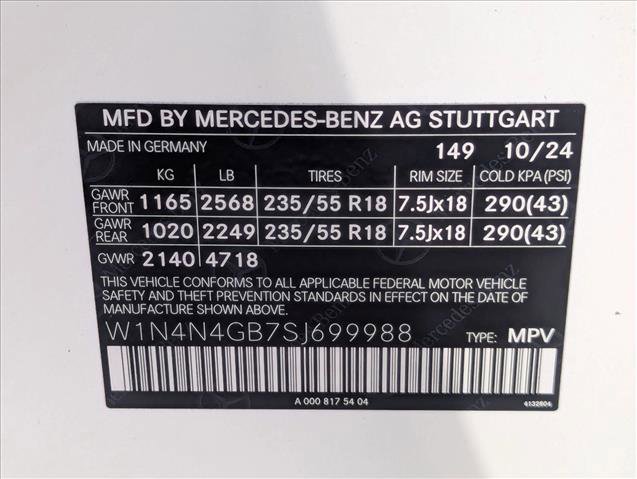 MFD BY MERCEDES-BENZ AG STUTTGART
MADE IN GERMANY 149 10/24
KG LB TIRES RIM SIZE COLD KPA (PSI)
GAWR FRONT 1165 2568 235/55 R18 7.5Jx18 290(43)
GAWR REAR 1020 2249 235/55 R18 7.5Jx18 290(43)
GVWR 2140 4718
THIS VEHICLE CONFORMS TO ALL APPLICABLE FEDERAL MOTOR VEHICLE
SAFETY AND THEFT PREVENTION STANDARDS IN EFFECT ON THE DATE OF
MANUFACTURE SHOWN ABOVE.
W1N4N4GB7SJ699988 TYPE: MPV
A 000 817 54 04 4132604